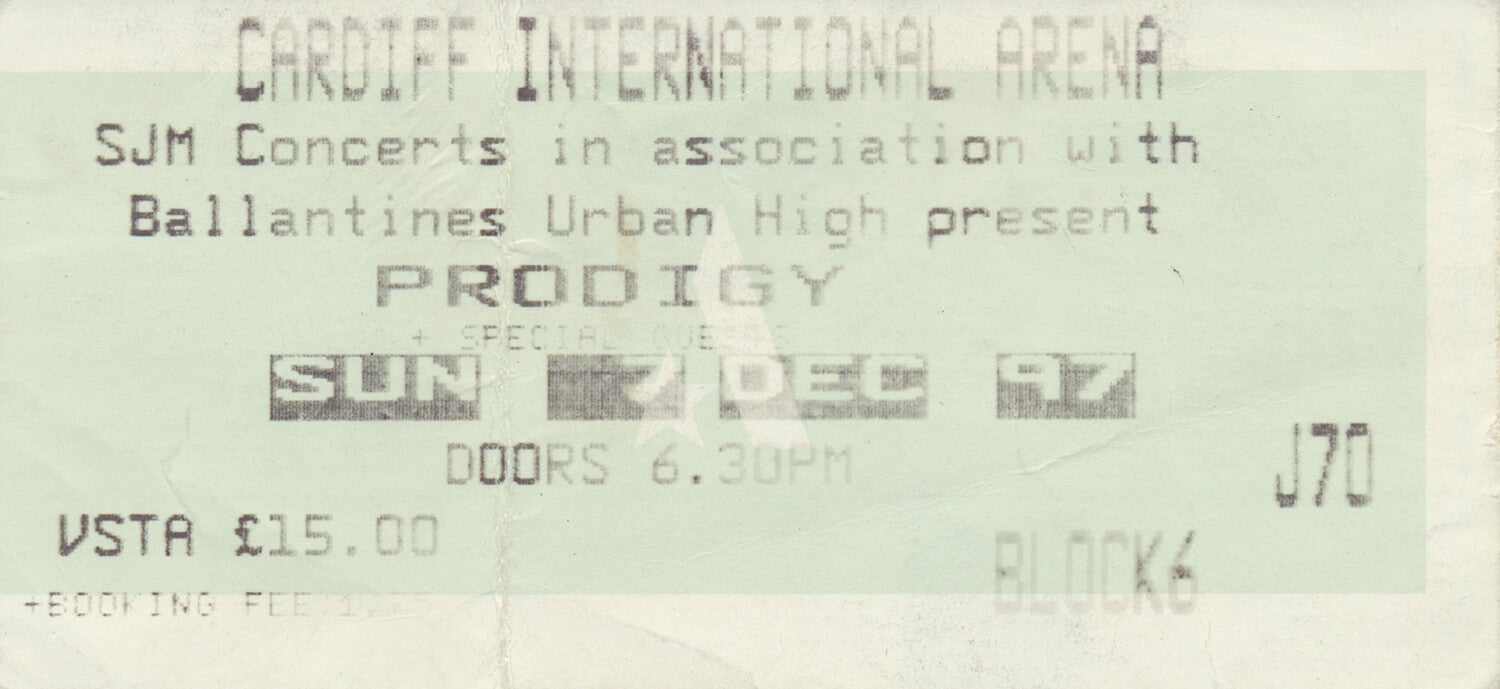 CARDIFF INTERNATIONAL ARENA
SJM Concerts in association with
Ballantines Urban High present
PRODIGY
+ SPECIAL GUESTS
SUN 7 DEC 97
DOORS 6.30PM
J70
VSTA £15.00
BLOCK6
+BOOKING FEE